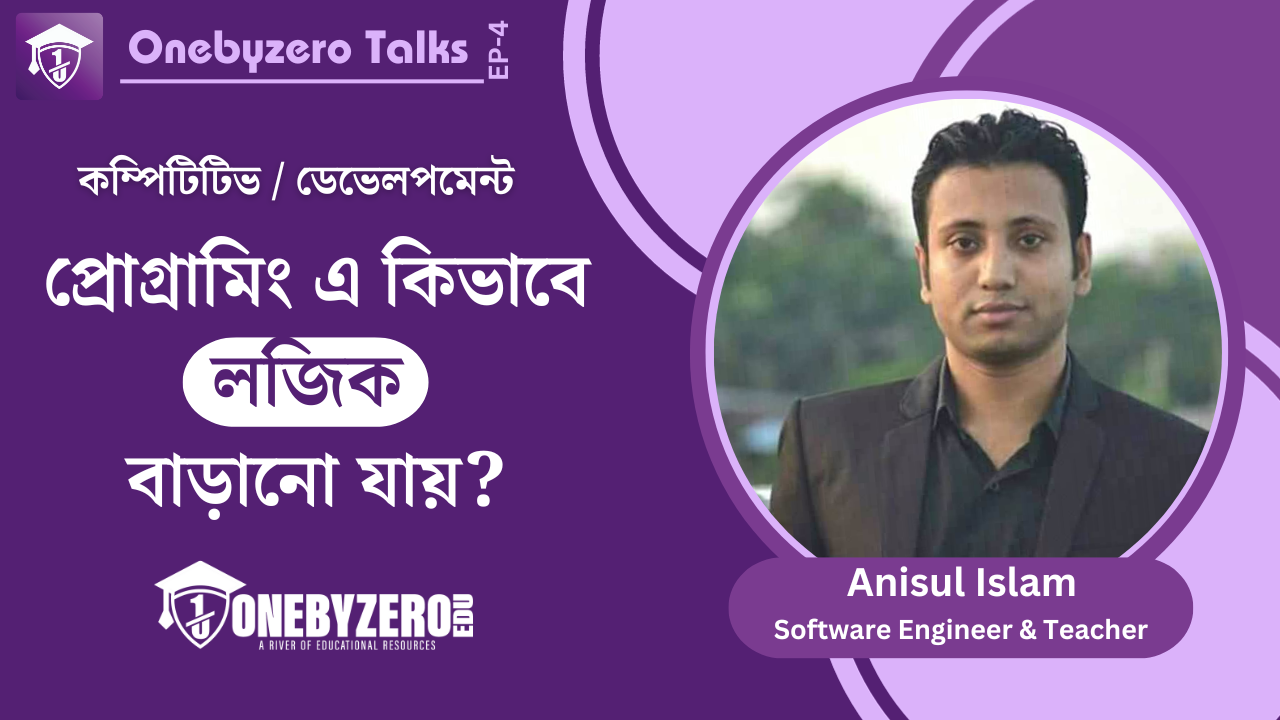 Onebyzero Talks
EP-4
কম্পিটিটিভ / ডেভেলপমেন্ট
প্রোগ্রামিং এ কিভাবে
লজিক
বাড়ানো যায়?
ONEBYZERO EDU
A RIVER OF EDUCATIONAL RESOURCES
Anisul Islam
Software Engineer & Teacher